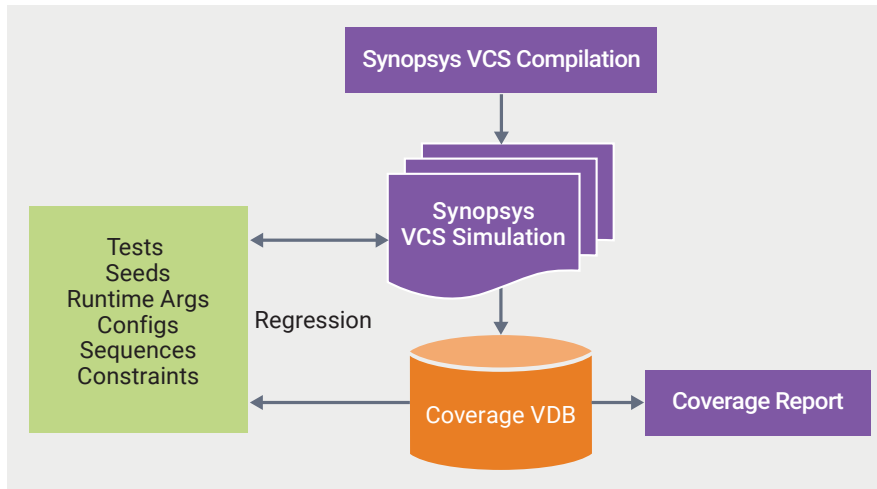 Synopsys VCS Compilation
Synopsys
VCS Simulation
Tests
Seeds
Runtime Args
Configs
Sequences
Constraints
Regression
Coverage VDB
Coverage Report